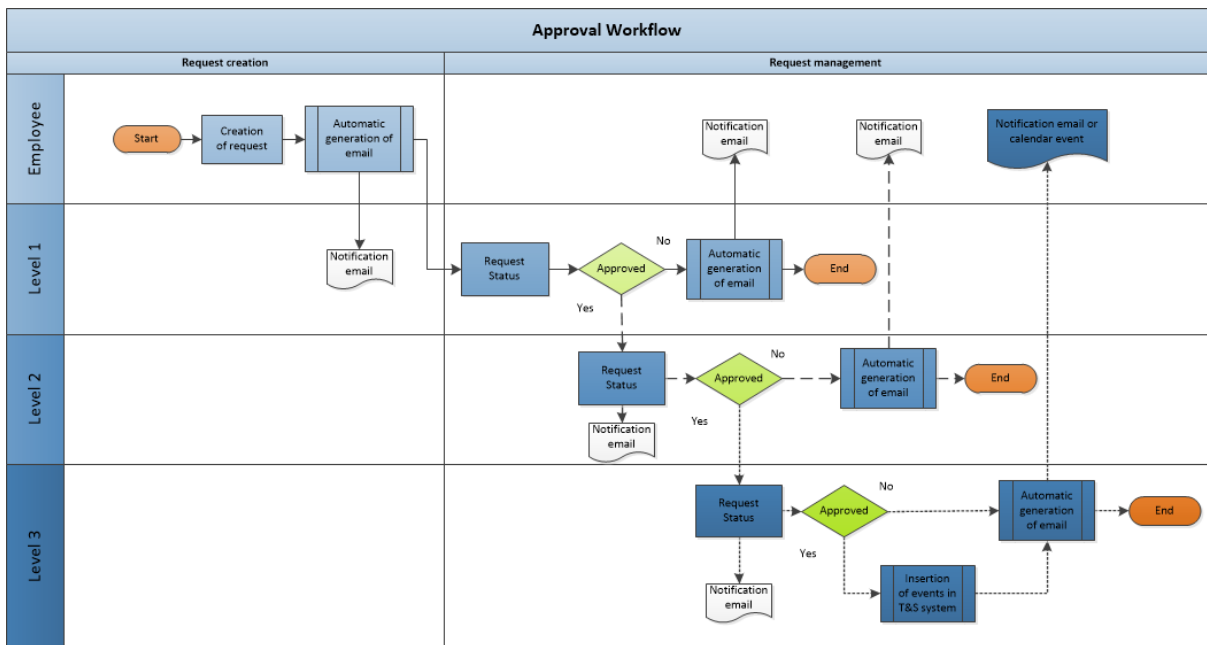 Approval Workflow
Request creation
Request management
Employee
Start
Creation
of request
Automatic
generation of
email
Notification
email
Notification
email
Notification email or
calendar event
Level 1
Notification
email
Request
Status
Approved
No
Yes
Automatic
generation
of email
End
Level 2
Request
Status
Notification
email
Approved
No
Yes
Automatic
generation
of email
End
Level 3
Request
Status
Notification
email
Approved
No
Yes
Insertion
of events in
T&S system
Automatic
generation
of email
End